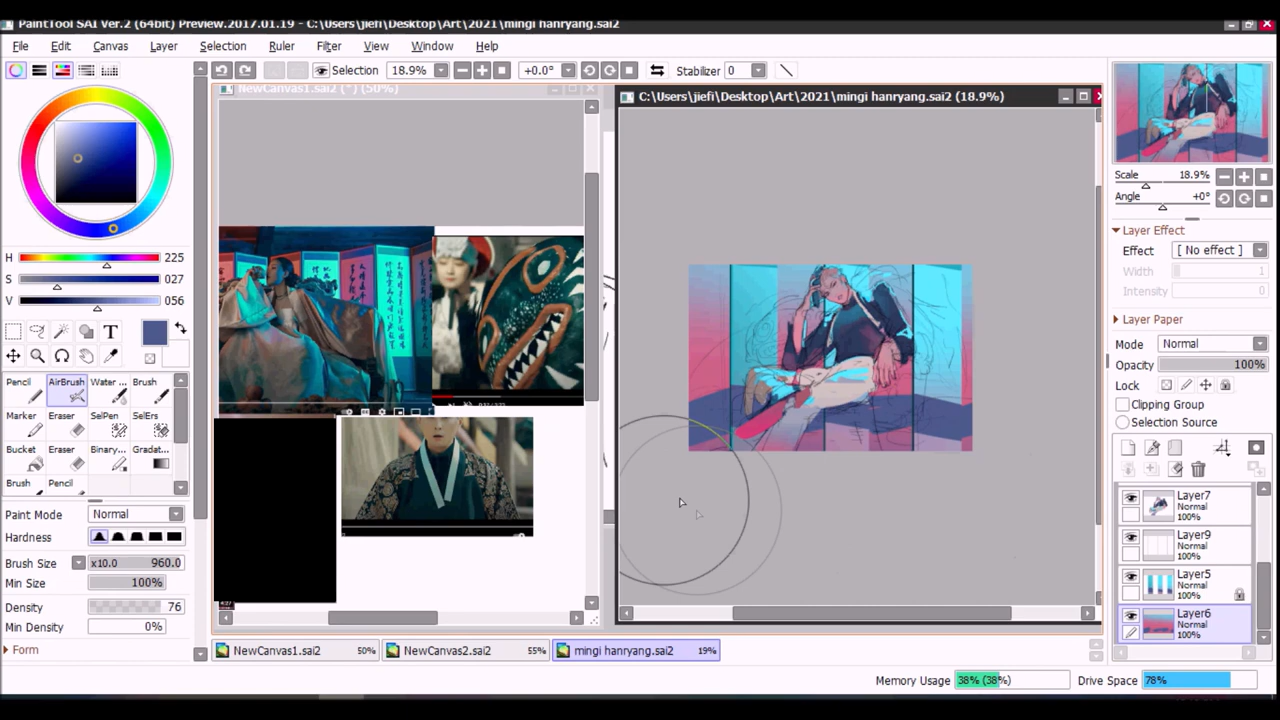 PaintTool SAI Ver.2 (64bit) Preview.2017.01.19 - C:\Users\jiefi\Desktop\Art\2021\mingi hanryang.sai2
File Edit Canvas Layer Selection Ruler Filter View Window Help
Selection 18.9% +0.0° Stabilizer 0
NewCanvas1.sai2 (*) (50%)
C:\Users\jiefi\Desktop\Art\2021\mingi hanryang.sai2 (18.9%)
Scale 18.9%
Angle +0°
Layer Effect
Effect [ No effect ]
Width 1
Intensity 0
Layer Paper
Mode Normal
Opacity 100%
Lock
Clipping Group
Selection Source
Layer7
Normal
100%
Layer9
Normal
100%
Layer5
Normal
100%
Layer6
Normal
100%
H 225
S 027
V 056
T
Pencil AirBrush Water ... Brush
Marker Eraser SelPen SelErs
Bucket Eraser Binary... Gradat...
Brush Pencil
Paint Mode Normal
Hardness
Brush Size x10.0 960.0
Min Size 100%
Density 76
Min Density 0%
Form
NewCanvas1.sai2 50% NewCanvas2.sai2 55% mingi hanryang.sai2 19%
Memory Usage 38% (38%) Drive Space 78%